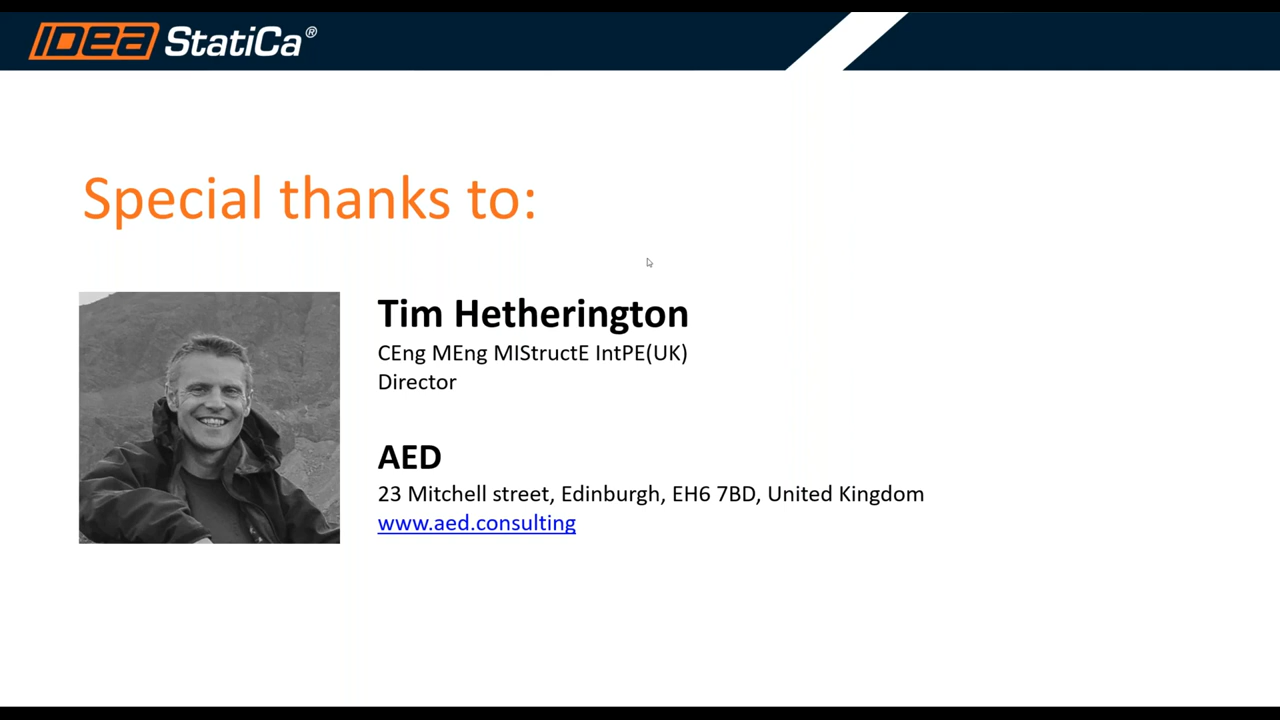 IDEA StatiCa®
Special thanks to:
Tim Hetherington
CEng MEng MIStructE IntPE(UK)
Director
AED
23 Mitchell street, Edinburgh, EH6 7BD, United Kingdom
www.aed.consulting